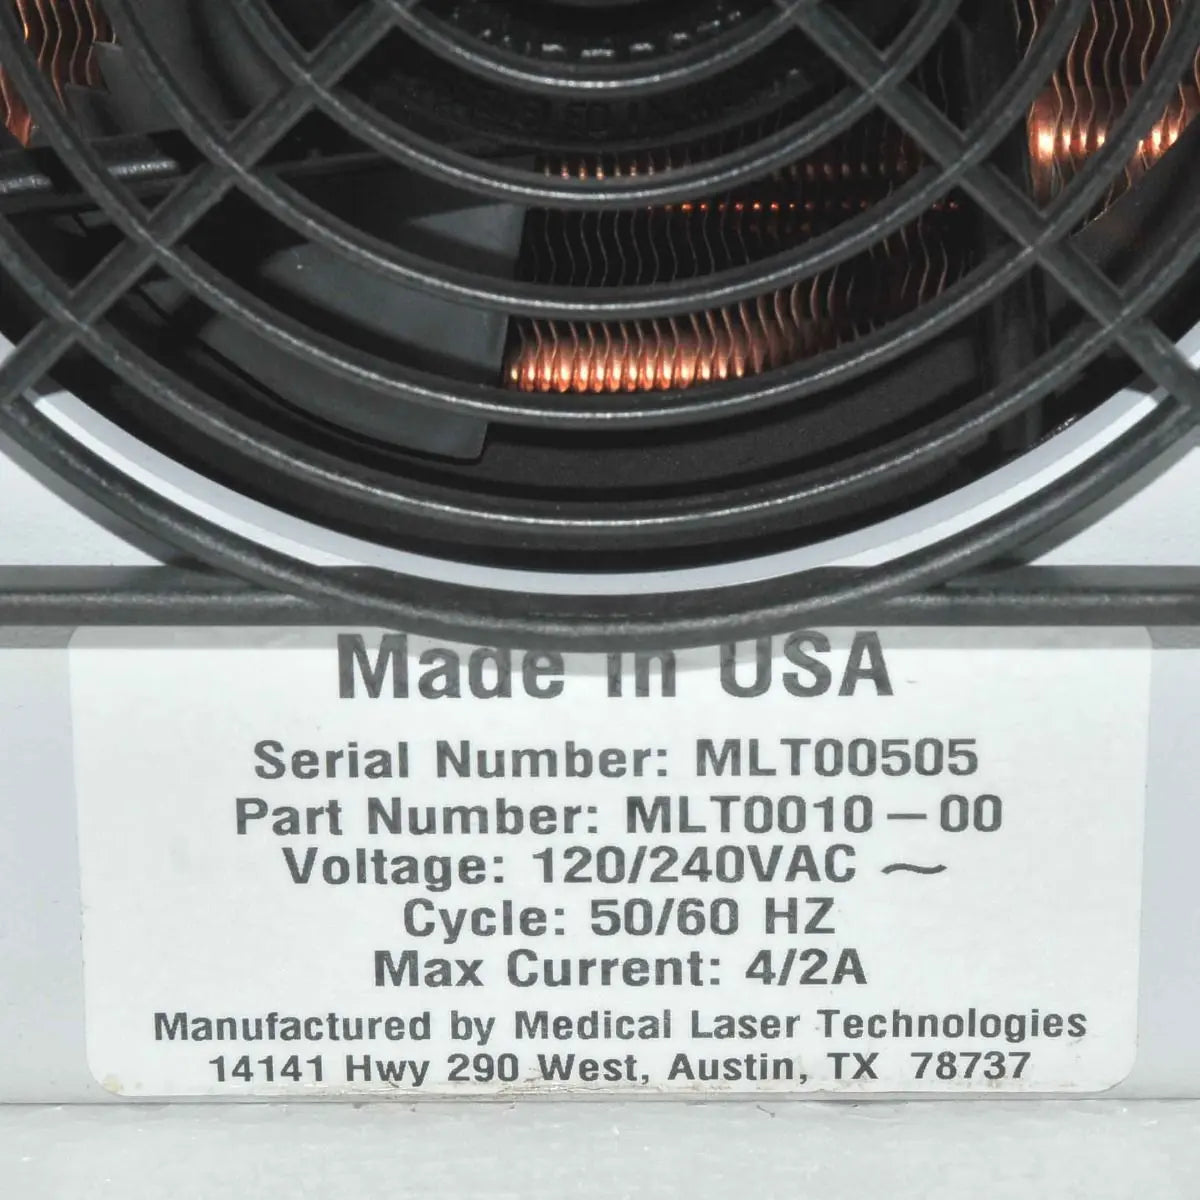 Made in USA
Serial Number: MLT00505
Part Number: MLT0010-00
Voltage: 120/240VAC ~
Cycle: 50/60 HZ
Max Current: 4/2A
Manufactured by Medical Laser Technologies
14141 Hwy 290 West, Austin, TX 78737